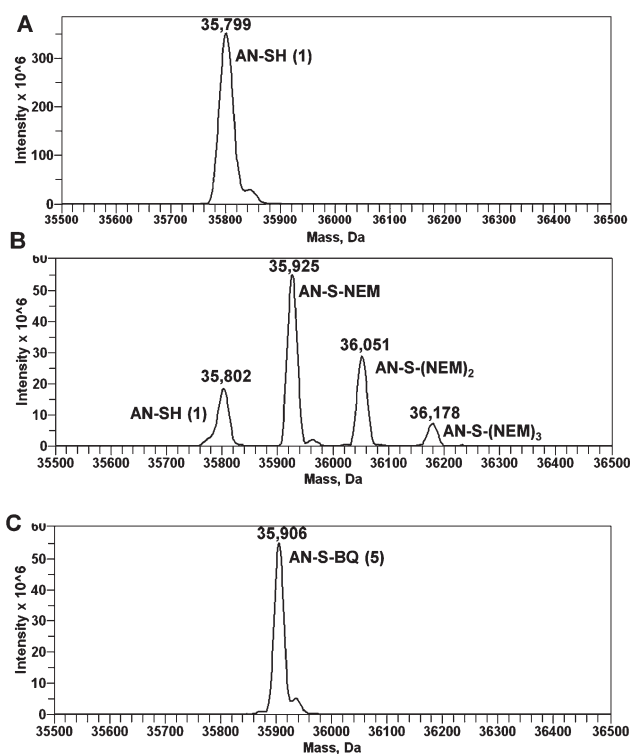 A
35,799
AN-SH (1)
300
200
100
0
Intensity x 10^6
35500 35600 35700 35800 35900 36000 36100 36200 36300 36400 36500
Mass, Da
B
60
50
40
30
20
10
0
Intensity x 10^6
35,925
AN-S-NEM
36,051
AN-S-(NEM)2
35,802
AN-SH (1)
36,178
AN-S-(NEM)3
35500 35600 35700 35800 35900 36000 36100 36200 36300 36400 36500
Mass, Da
C
60
50
40
30
20
10
0
Intensity x 10^6
35,906
AN-S-BQ (5)
35500 35600 35700 35800 35900 36000 36100 36200 36300 36400 36500
Mass, Da